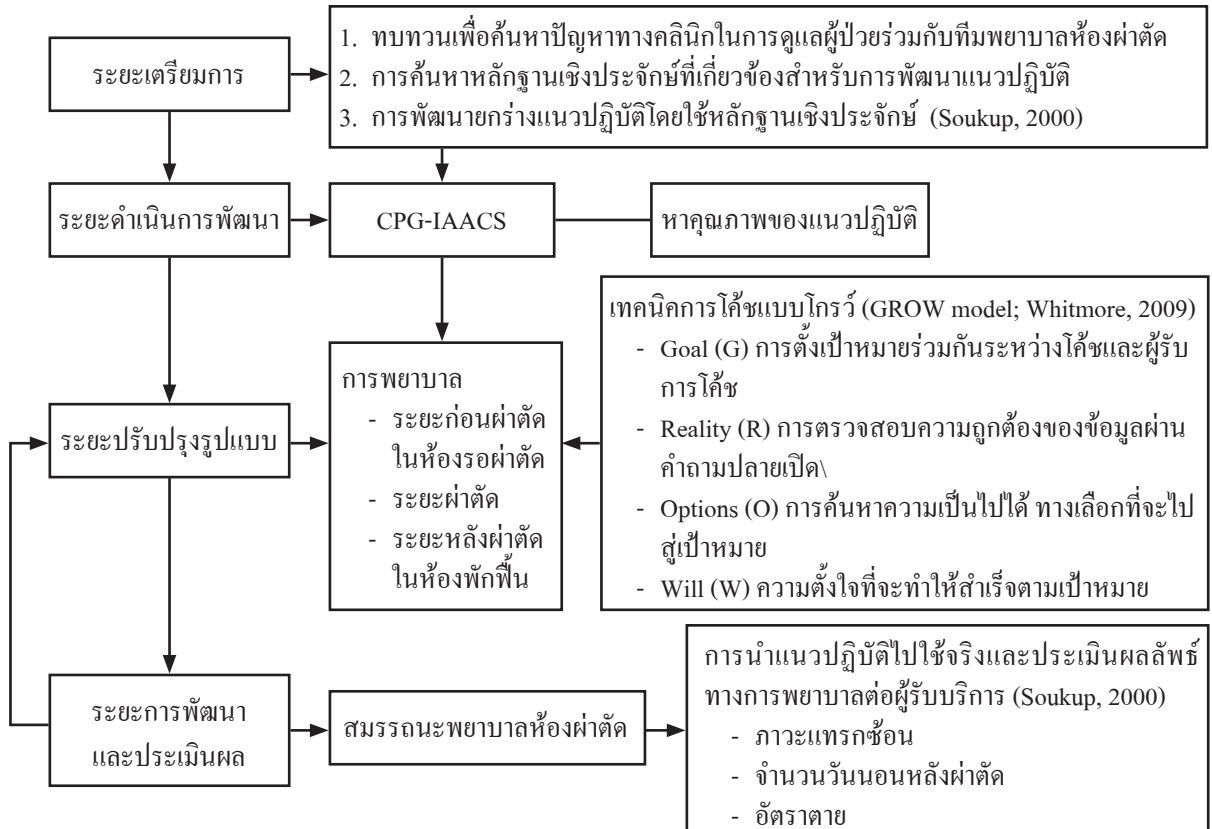 ระยะเตรียมการ
1. ทบทวนเพื่อค้นหาปัญหาทางคลินิกในการดูแลผู้ป่วยร่วมกับทีมพยาบาลห้องผ่าตัด
2. การค้นหาหลักฐานเชิงประจักษ์ที่เกี่ยวข้องสำหรับการพัฒนาแนวปฏิบัติ
3. การพัฒนายกร่างแนวปฏิบัติโดยใช้หลักฐานเชิงประจักษ์ (Soukup, 2000)
ระยะดำเนินการพัฒนา
CPG-IAACS
หาคุณภาพของแนวปฏิบัติ
ระยะปรับปรุงรูปแบบ
การพยาบาล
- ระยะก่อนผ่าตัด
ในห้องรอผ่าตัด
- ระยะผ่าตัด
- ระยะหลังผ่าตัด
ในห้องพักฟื้น
เทคนิคการโค้ชแบบโกรว์ (GROW model; Whitmore, 2009)
- Goal (G) การตั้งเป้าหมายร่วมกันระหว่างโค้ชและผู้รับ
การโค้ช
- Reality (R) การตรวจสอบความถูกต้องของข้อมูลผ่าน
คำถามปลายเปิด\
- Options (O) การค้นหาความเป็นไปได้ ทางเลือกที่จะไป
สู่เป้าหมาย
- Will (W) ความตั้งใจที่จะทำให้สำเร็จตามเป้าหมาย
ระยะการพัฒนา
และประเมินผล
สมรรถนะพยาบาลห้องผ่าตัด
การนำแนวปฏิบัติไปใช้จริงและประเมินผลลัพธ์
ทางการพยาบาลต่อผู้รับบริการ (Soukup, 2000)
- ภาวะแทรกซ้อน
- จำนวนวันนอนหลังผ่าตัด
- อัตราตาย